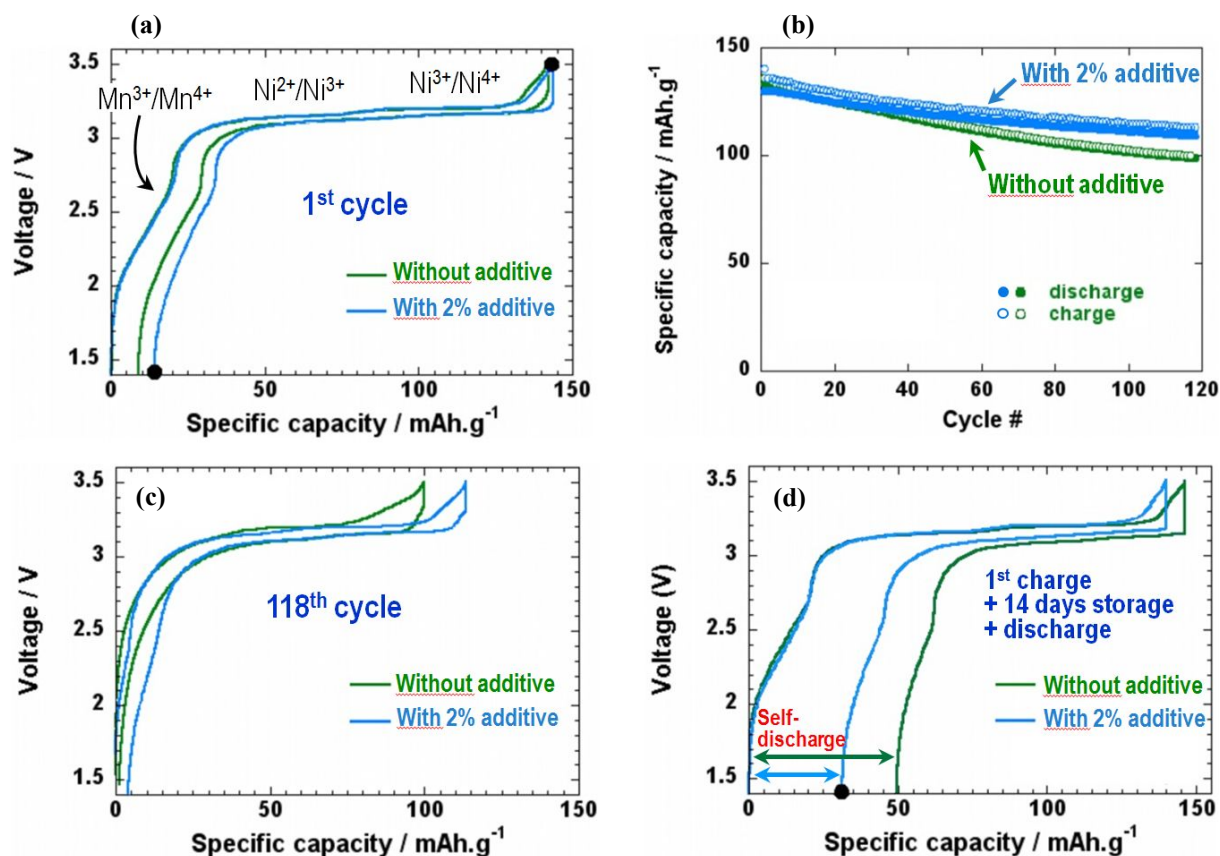 (a)
3.5
3
2.5
2
1.5
Voltage / V
Mn³⁺/Mn⁴⁺
Ni²⁺/Ni³⁺
Ni³⁺/Ni⁴⁺
1st cycle
Without additive
With 2% additive
0
50
100
150
Specific capacity / mAh.g⁻¹
(b)
150
100
50
0
Specific capacity / mAh.g⁻¹
With 2% additive
Without additive
discharge
charge
0
20
40
60
80
100
120
Cycle #
(c)
3.5
3
2.5
2
1.5
Voltage / V
118th cycle
Without additive
With 2% additive
0
50
100
150
Specific capacity / mAh.g⁻¹
(d)
3.5
3
2.5
2
1.5
Voltage (V)
1st charge
+ 14 days storage
+ discharge
Without additive
With 2% additive
Self-
discharge
0
50
100
150
Specific capacity / mAh.g⁻¹